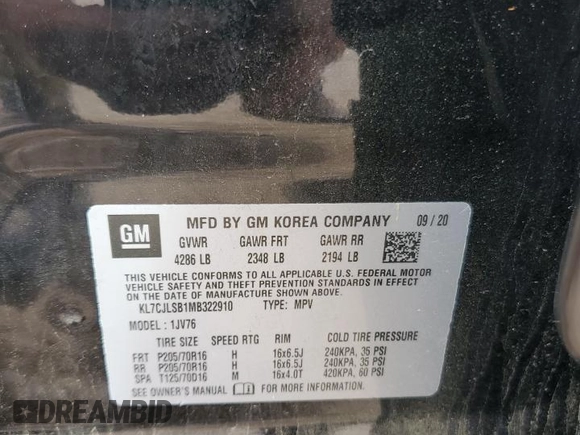 GM MFD BY GM KOREA COMPANY 09/20
GVWR GAWR FRT GAWR RR
4286 LB 2348 LB 2194 LB
THIS VEHICLE CONFORMS TO ALL APPLICABLE U.S. FEDERAL MOTOR
VEHICLE SAFETY, BUMPER, AND THEFT PREVENTION STANDARDS IN EFFECT
ON THE DATE OF MANUFACTURE SHOWN ABOVE.
KL7CJLSB1MB322910 TYPE: MPV
MODEL: 1JV76
TIRE SIZE SPEED RTG RIM COLD TIRE PRESSURE
FRT P205/70R16 H 16x6.5J 240KPA, 35 PSI
RR P205/70R16 H 16x6.5J 240KPA, 35 PSI
SPA T125/70D16 M 16x4.0T 420KPA, 60 PSI
SEE OWNER'S MANUAL FOR ADDITIONAL INFORMATION
DREAMBID